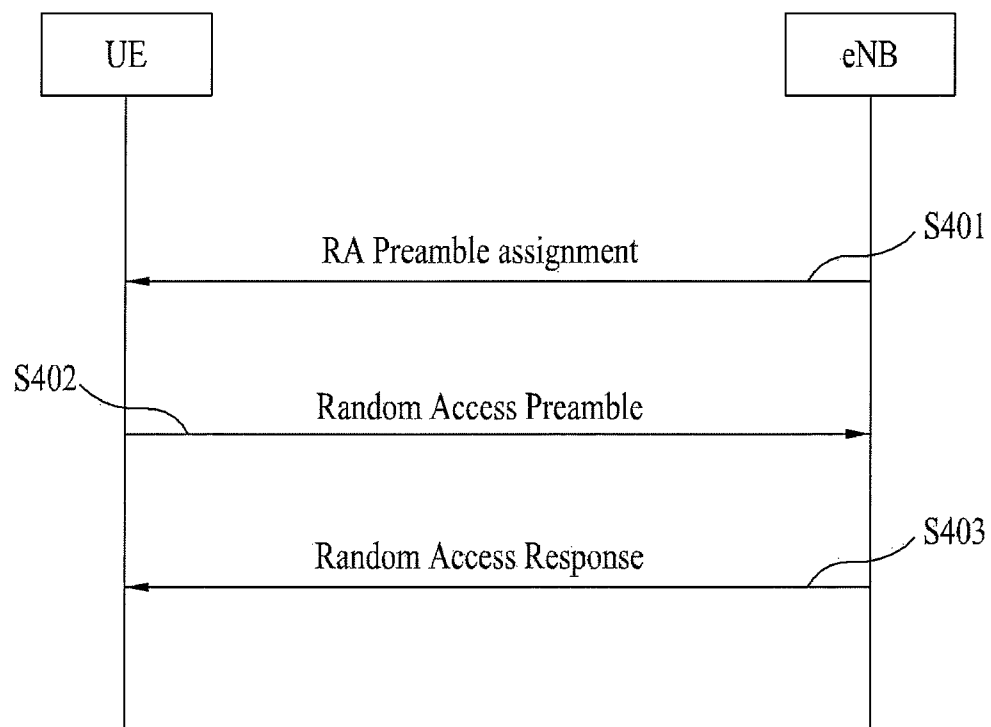 UE
eNB
S401
RA Preamble assignment
S402
Random Access Preamble
S403
Random Access Response